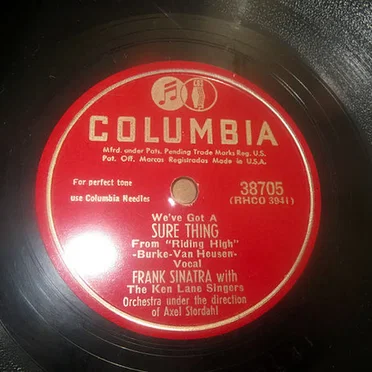 COLUMBIA
Mfrd. under Pats. Pending Trade Marks Reg. U.S.
Pat. Off. Marcas Registradas Made in U.S.A.
For perfect tone
use Columbia Needles
38705
(RHCO 3941)
We've Got A
SURE THING
From "Riding High"
-Burke-Van Heusen-
Vocal
FRANK SINATRA with
The Ken Lane Singers
Orchestra under the direction
of Axel Stordahl